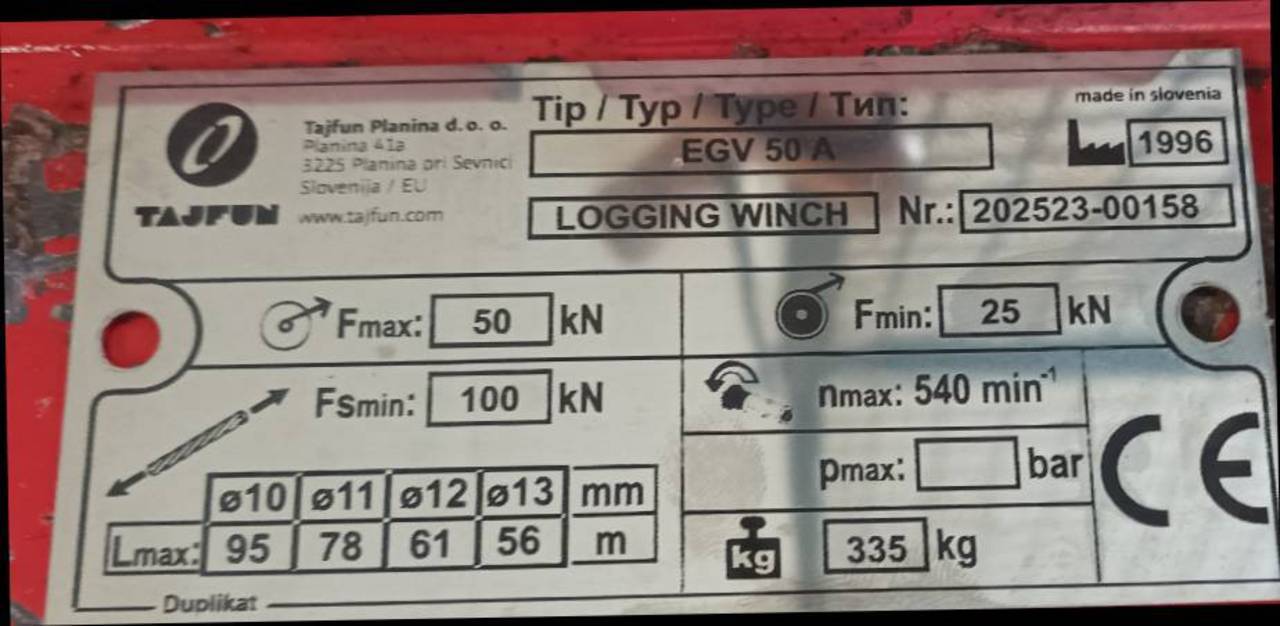 TAJFUN
Tajfun Planina d. o. o.
Planina 41a
3225 Planina pri Sevnici
Slovenija / EU
www.tajfun.com
Tip / Typ / Type / Тип:
EGV 50 A
made in slovenia
1996
LOGGING WINCH
Nr.: 202523-00158
Fmax: 50 kN
Fmin: 25 kN
Fsmin: 100 kN
nmax: 540 min⁻¹
pmax: bar
ø10 ø11 ø12 ø13 mm
Lmax: 95 78 61 56 m
kg 335 kg
CE
Duplikat